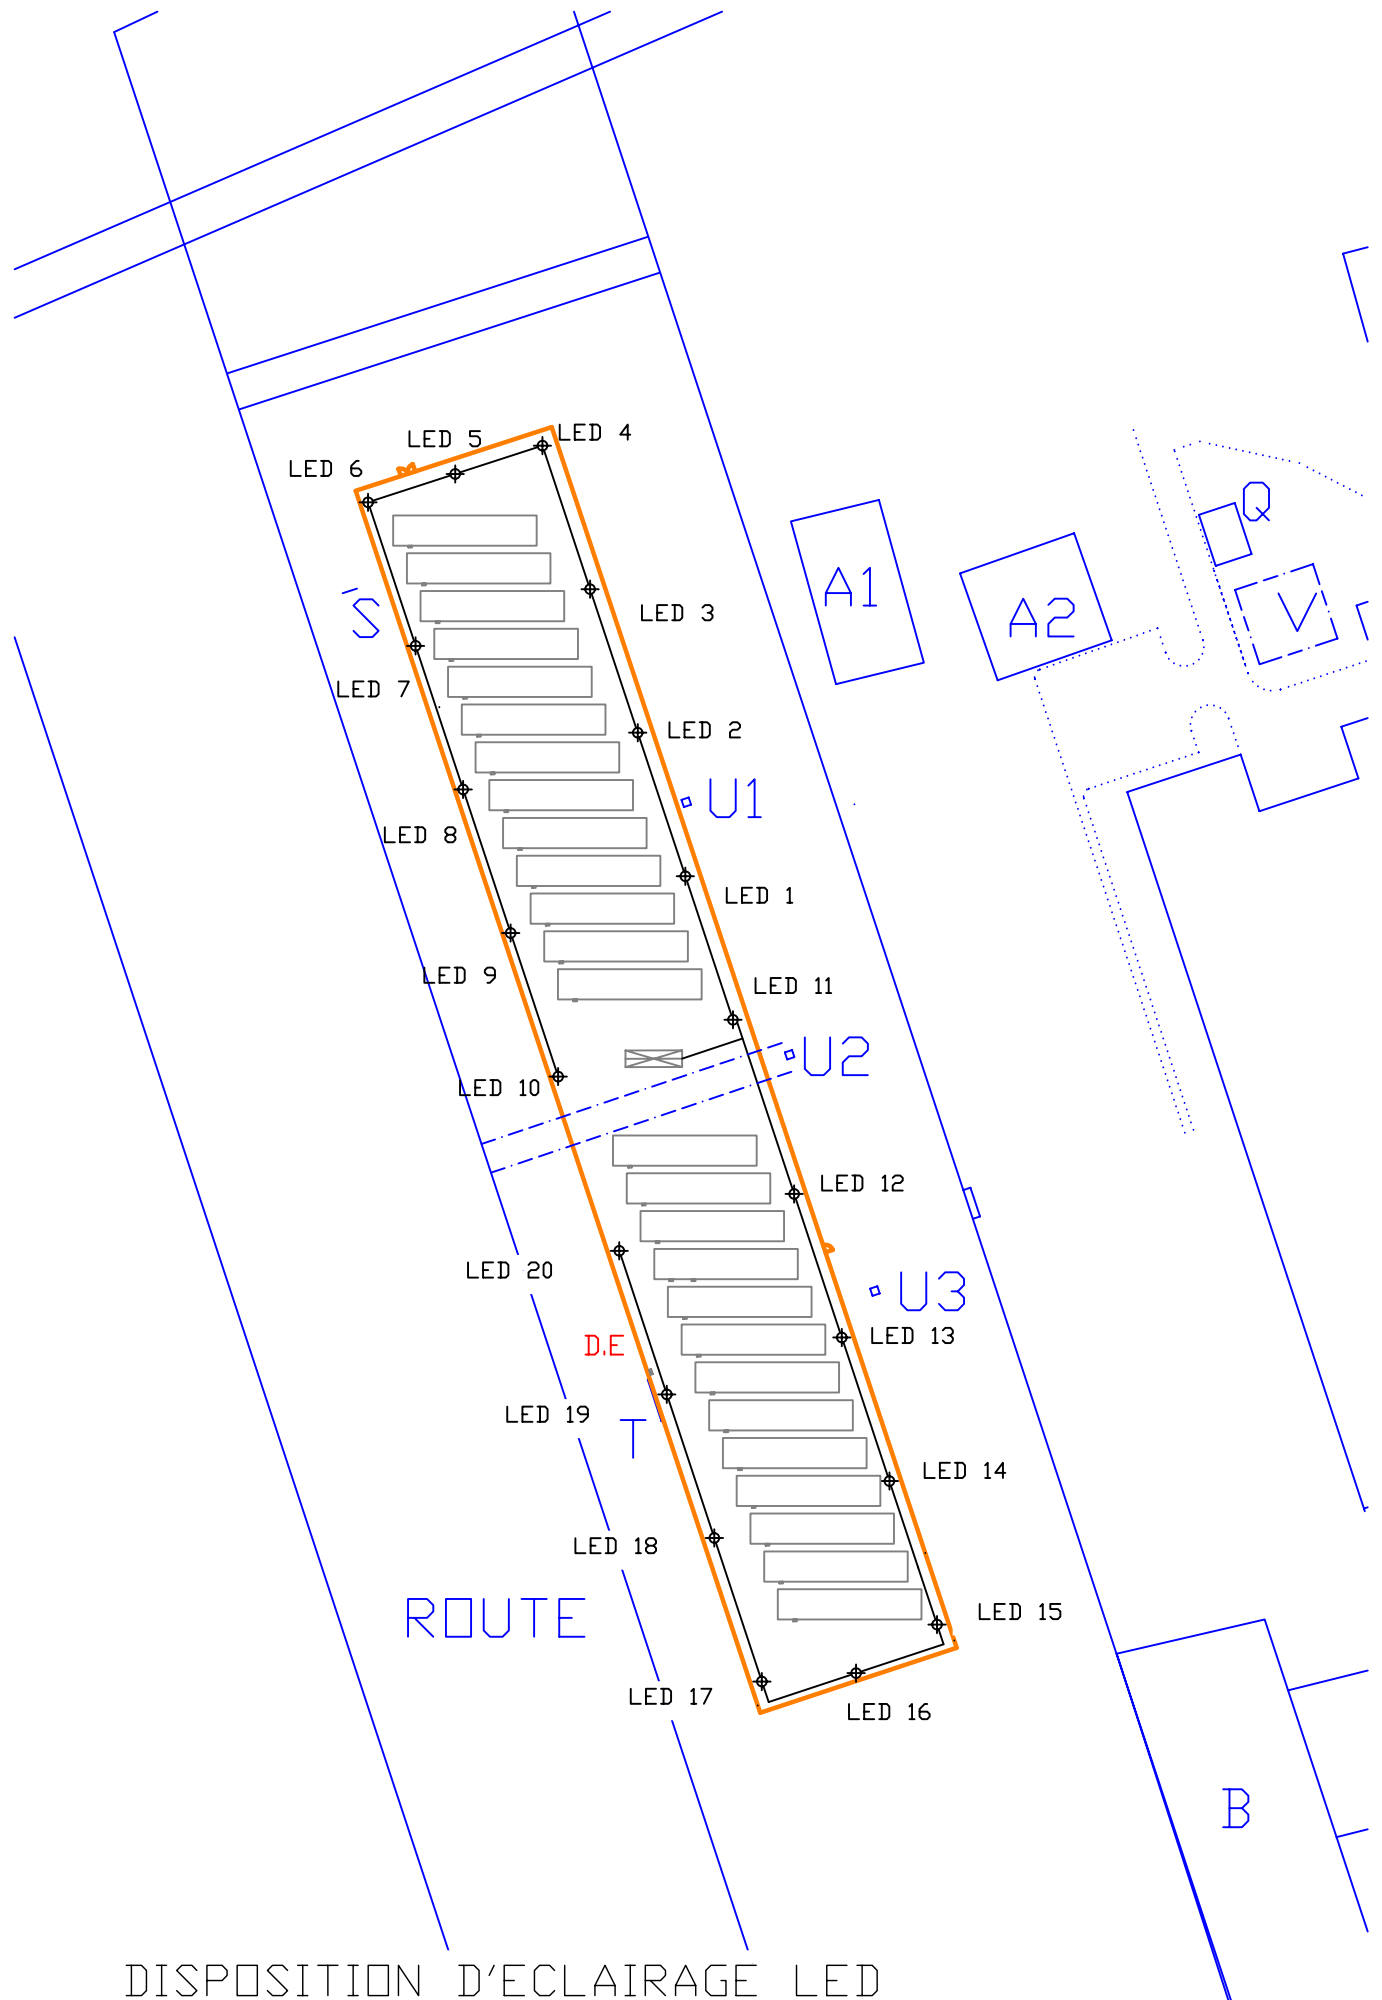 LED 4
LED 5
LED 6
Q
A1
A2
V
S
LED 3
LED 7
LED 2
U1
LED 8
LED 1
LED 9
LED 11
U2
LED 10
LED 12
LED 20
U3
D.E
LED 13
LED 19
T
LED 14
LED 18
ROUTE
LED 15
LED 17
LED 16
B
DISPOSITION D'ECLAIRAGE LED